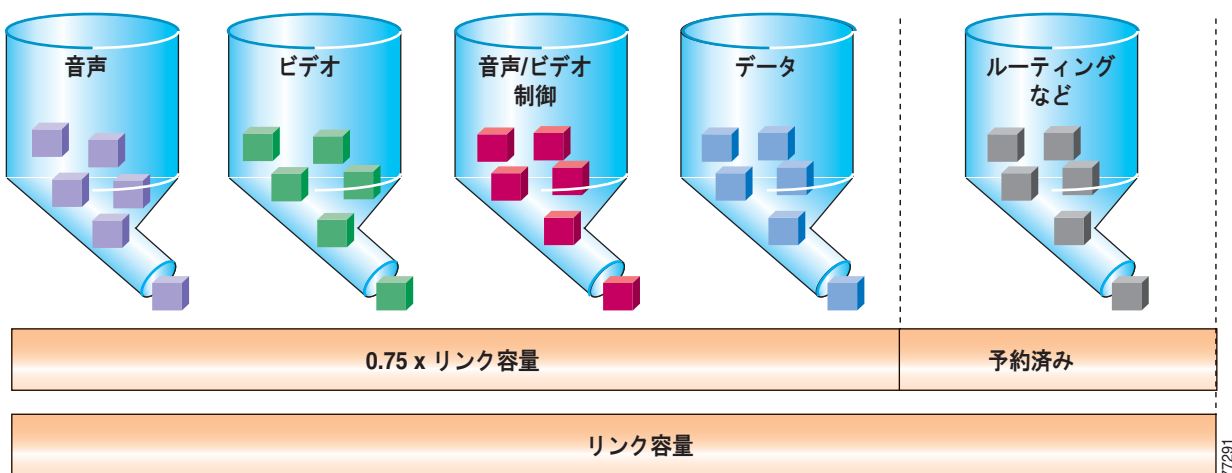 音声
ビデオ
音声/ビデオ
制御
データ
ルーティング
など
0.75 x リンク容量
予約済み
リンク容量
77291